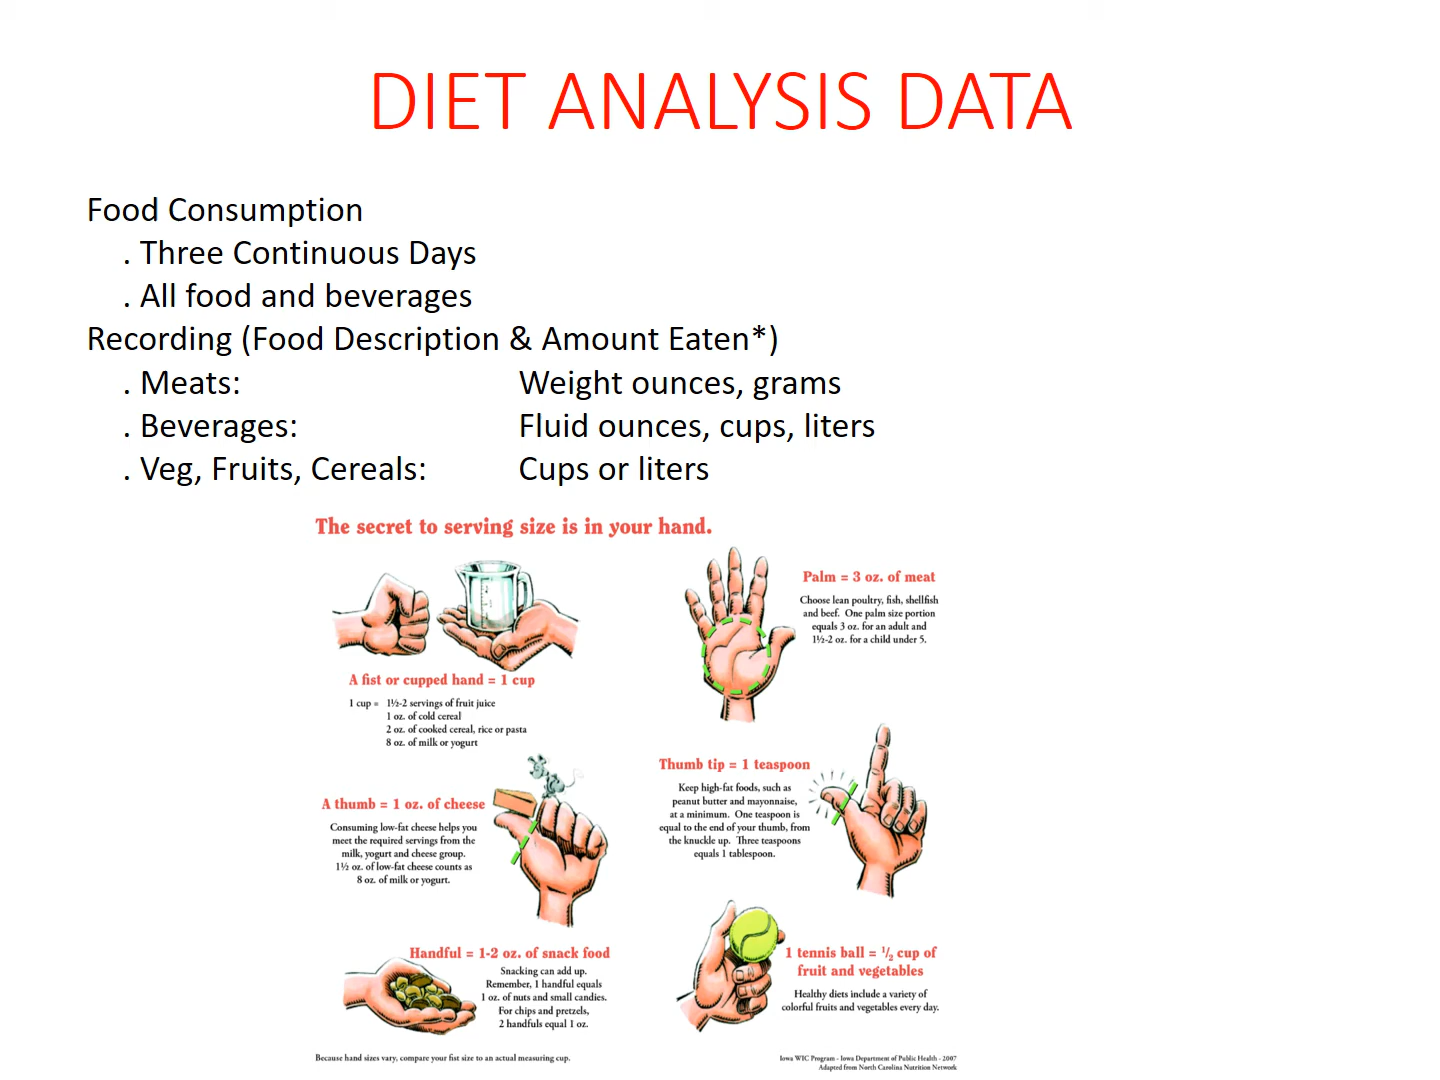 DIET ANALYSIS DATA
Food Consumption
. Three Continuous Days
. All food and beverages
Recording (Food Description & Amount Eaten*)
. Meats: Weight ounces, grams
. Beverages: Fluid ounces, cups, liters
. Veg, Fruits, Cereals: Cups or liters
The secret to serving size is in your hand.
A fist or cupped hand = 1 cup
1 cup = 1½-2 servings of fruit juice
1 oz. of cold cereal
2 oz. of cooked cereal, rice or pasta
8 oz. of milk or yogurt
Palm = 3 oz. of meat
Choose lean poultry, fish, shellfish
and beef. One palm size portion
equals 3 oz. for an adult and
1½-2 oz. for a child under 5.
A thumb = 1 oz. of cheese
Consuming low-fat cheese helps you
meet the required servings from the
milk, yogurt and cheese group.
1½ oz. of low-fat cheese counts as
8 oz. of milk or yogurt.
Thumb tip = 1 teaspoon
Keep high-fat foods, such as
peanut butter and mayonnaise,
at a minimum. One teaspoon is
equal to the end of your thumb, from
the knuckle up. Three teaspoons
equals 1 tablespoon.
Handful = 1-2 oz. of snack food
Snacking can add up.
Remember, 1 handful equals
1 oz. of nuts and small candies.
For chips and pretzels,
2 handfuls equal 1 oz.
1 tennis ball = ½ cup of
fruit and vegetables
Healthy diets include a variety of
colorful fruits and vegetables every day.
Because hand sizes vary, compare your fist size to an actual measuring cup.
Iowa WIC Program - Iowa Department of Public Health - 2007
Adapted from North Carolina Nutrition Network